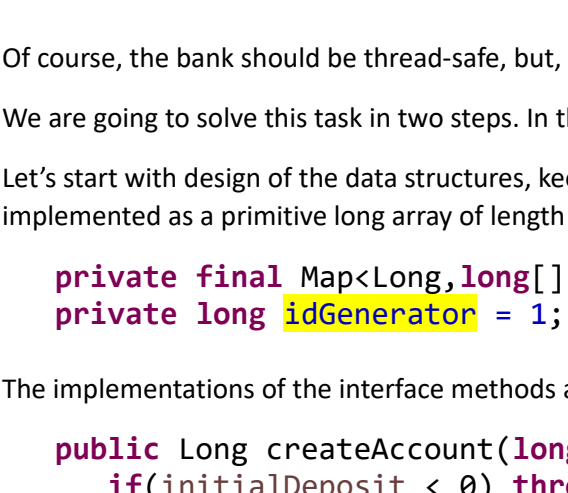 Of course, the bank should be thread-safe, but,
We are going to solve this task in two steps. In t
Let’s start with design of the data structures, ke
implemented as a primitive long array of length
private final Map<Long,long[]
private long idGenerator = 1;
The implementations of the interface methods a
public Long createAccount(long
if(initialDeposit < 0) thro